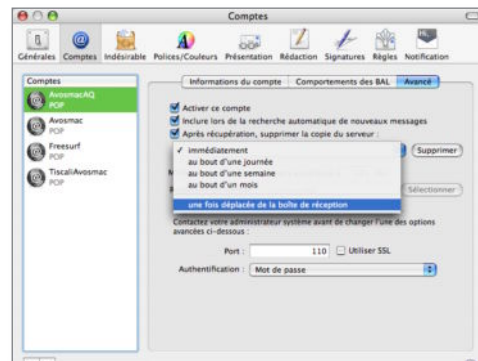 Comptes
Générales Comptes Indésirable Polices/Couleurs Présentation Rédaction Signatures Règles Notification
Comptes
AvosmacAQ
POP
Avosmac
POP
Freesurf
POP
TiscaliAvosmac
POP
Informations du compte Comportements des BAL Avancé
Activer ce compte
Inclure lors de la recherche automatique de nouveaux messages
Après récupération, supprimer la copie du serveur :
✓ immédiatement
Supprimer
au bout d'une journée
au bout d'une semaine
au bout d'un mois
Sélectionner
une fois déplacée de la boîte de réception
Contactez votre administrateur système avant de changer l'une des options
avancées ci-dessous :
Port : 110 Utiliser SSL
Authentification : Mot de passe